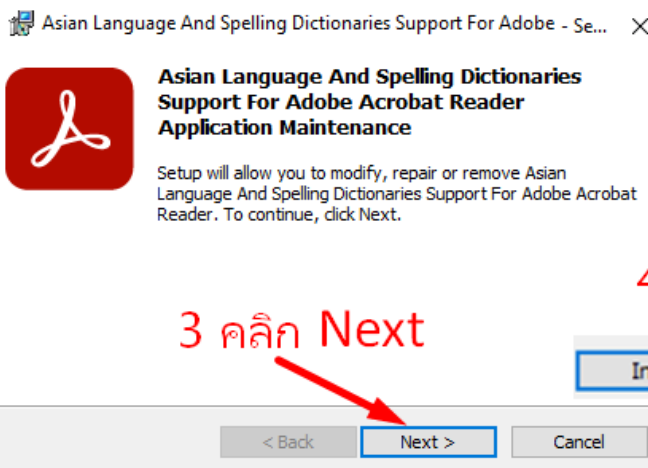 Asian Language And Spelling Dictionaries Support For Adobe - Se...
Asian Language And Spelling Dictionaries
Support For Adobe Acrobat Reader
Application Maintenance
Setup will allow you to modify, repair or remove Asian
Language And Spelling Dictionaries Support For Adobe Acrobat
Reader. To continue, click Next.
3 คลิก Next
< Back
Next >
Cancel